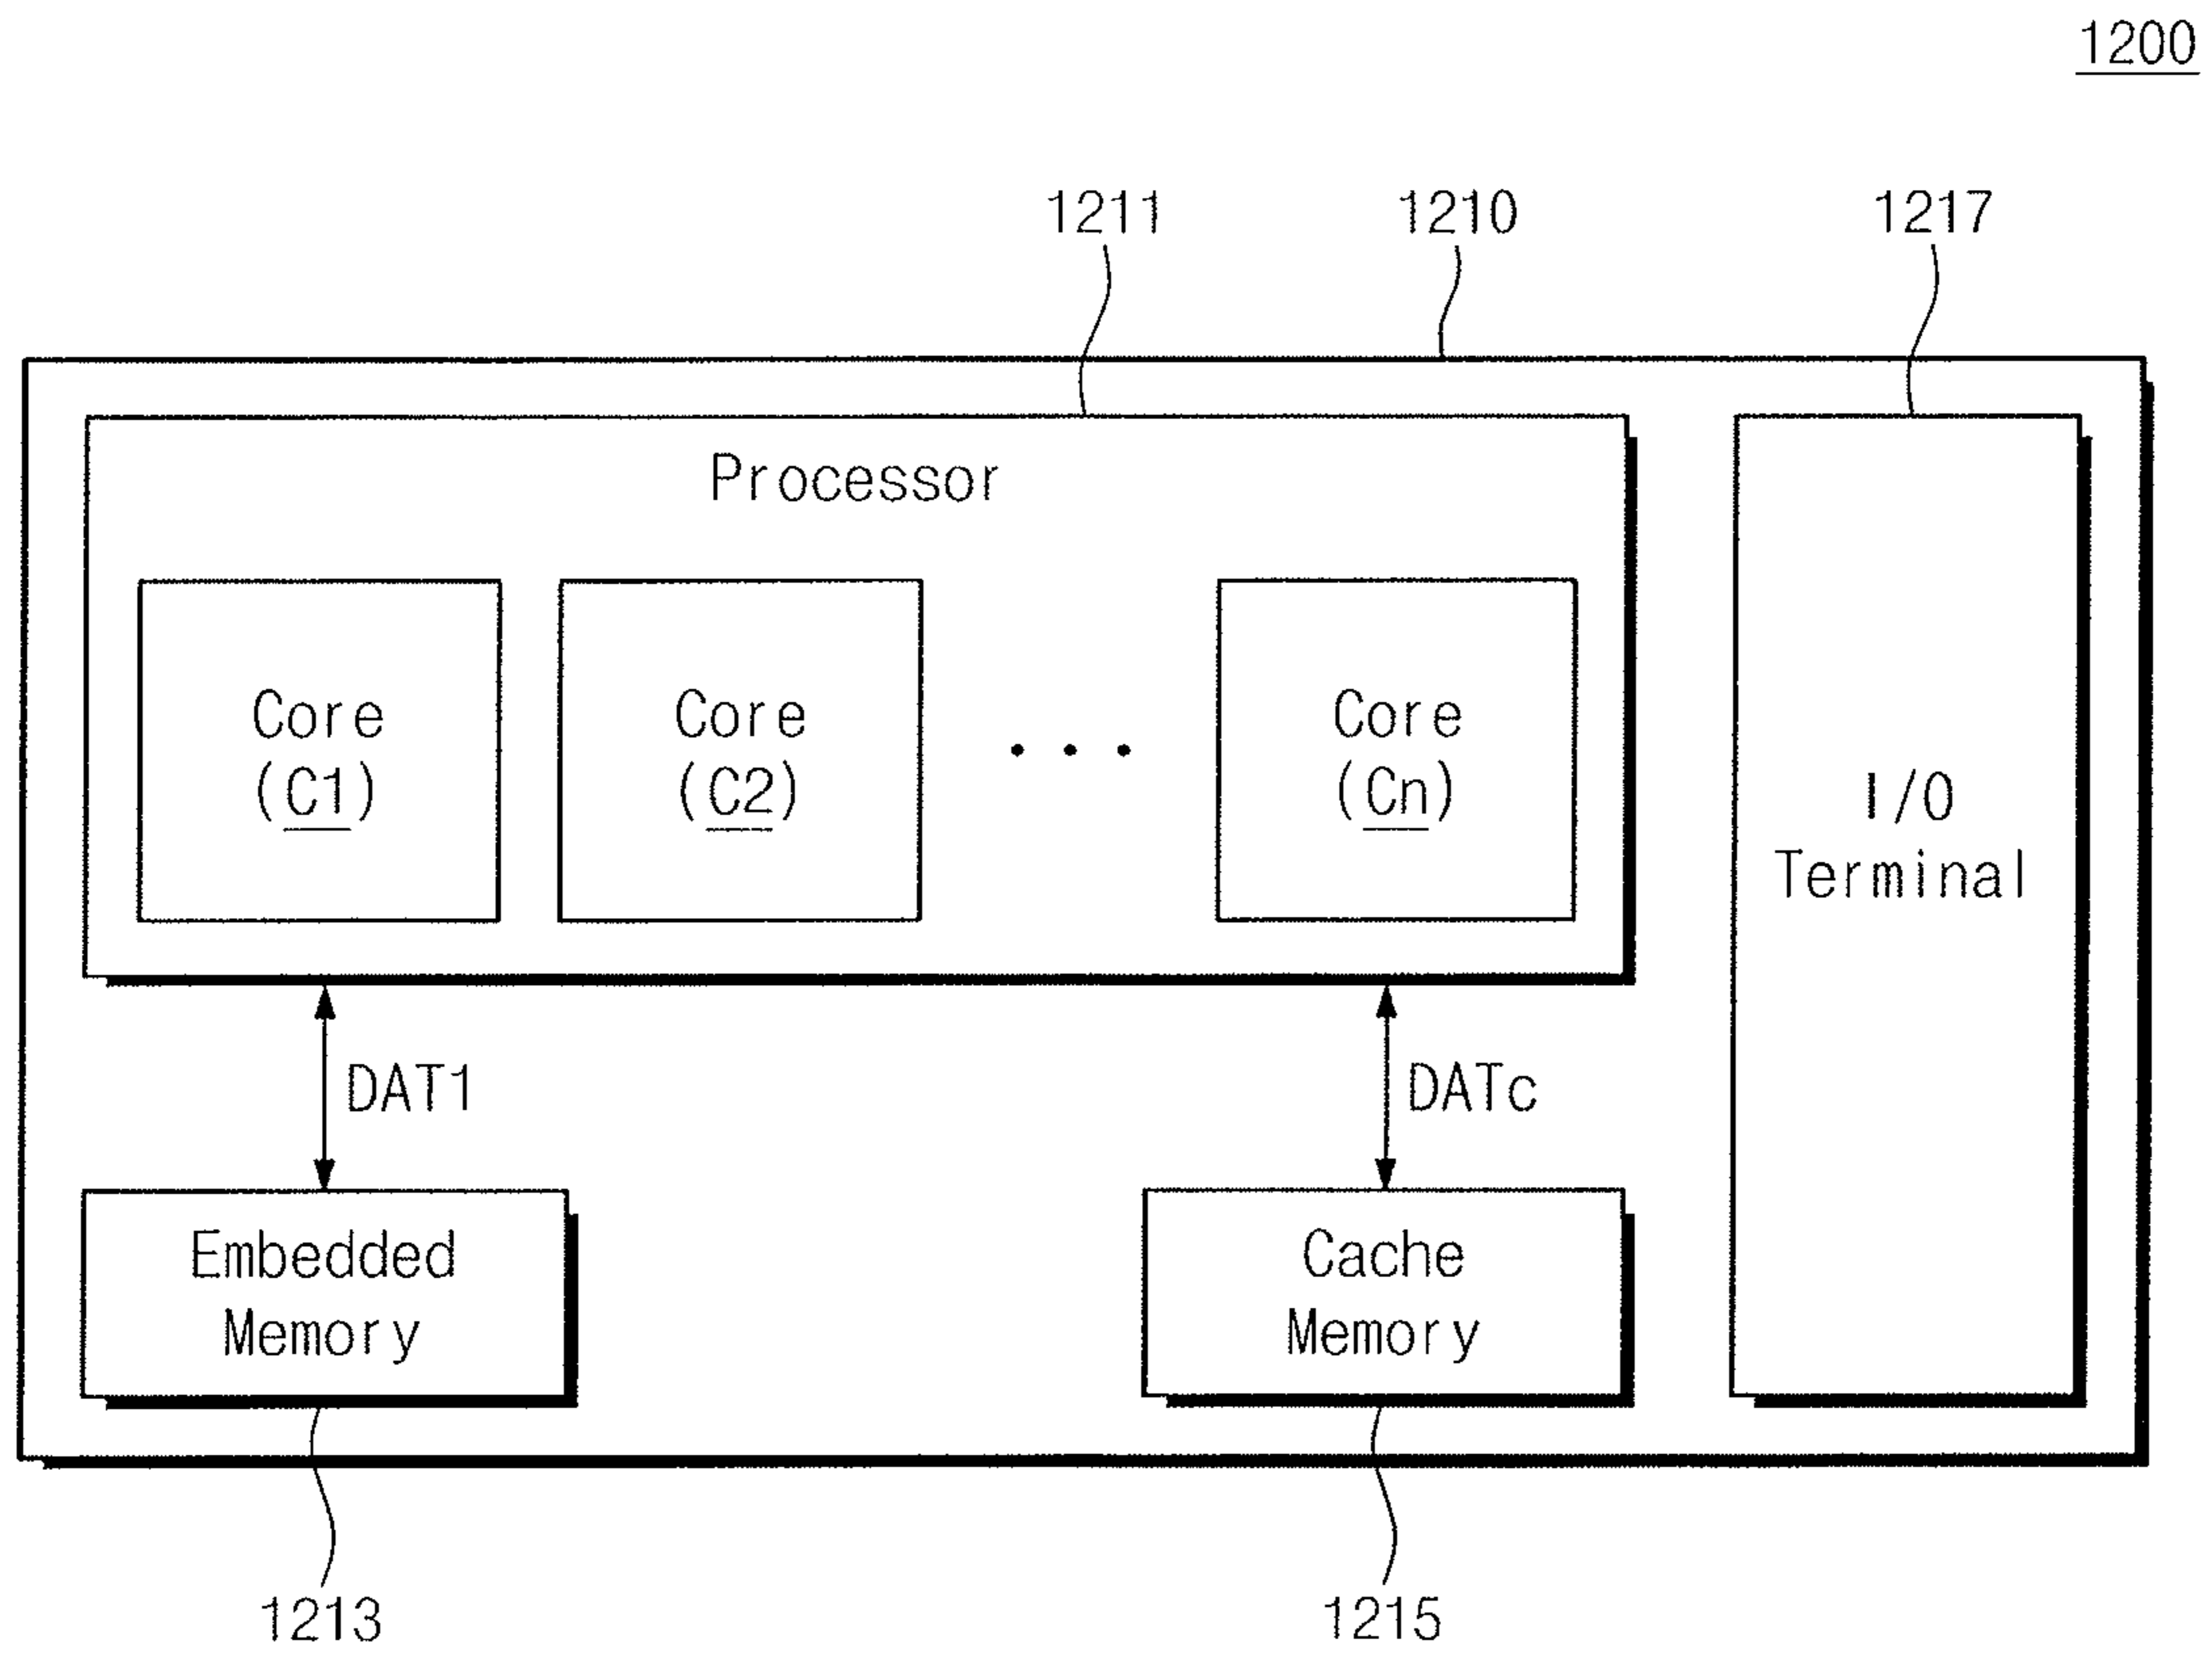 1200
1211
1210
1217
Processor
Core
(C1)
Core
(C2)
• • •
Core
(Cn)
I/O
Terminal
DAT1
DATc
Embedded
Memory
Cache
Memory
1213
1215